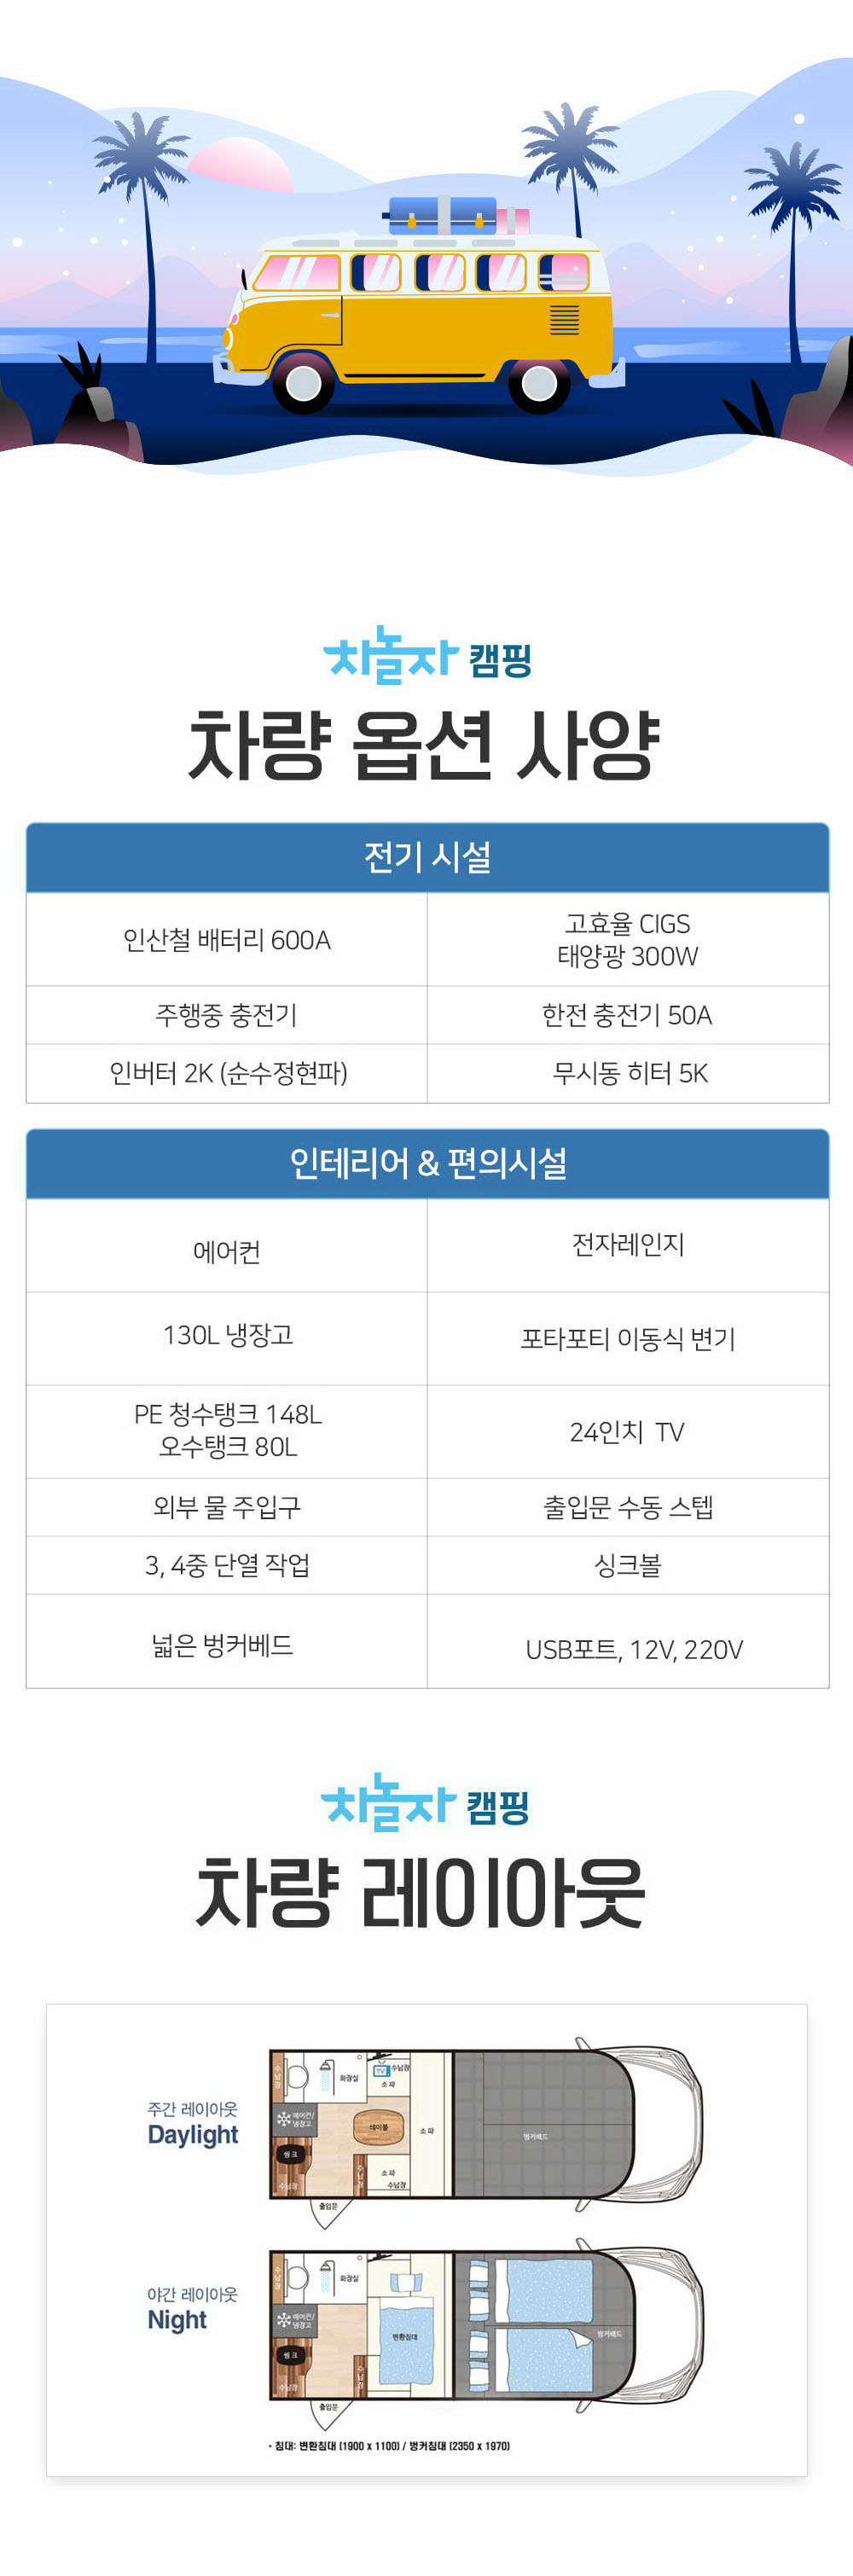 차놀자 캠핑
차량 옵션 사양
전기 시설
인산철 배터리 600A
고효율 CIGS
태양광 300W
주행중 충전기
한전 충전기 50A
인버터 2K (순수정현파)
무시동 히터 5K
인테리어 & 편의시설
에어컨
전자레인지
130L 냉장고
포타포티 이동식 변기
PE 청수탱크 148L
오수탱크 80L
24인치 TV
외부 물 주입구
출입문 수동 스텝
3, 4중 단열 작업
싱크볼
넓은 벙커베드
USB포트, 12V, 220V
차놀자 캠핑
차량 레이아웃
주간 레이아웃
Daylight
수납장
화장실
TV
수납장
소파
에어컨/
냉장고
테이블
소파
벙커베드
씽크
수납장
수납장
소파
수납장
출입문
야간 레이아웃
Night
수납장
화장실
에어컨/
냉장고
변환침대
벙커베드
씽크
수납장
수납장
출입문
· 침대: 변환침대 (1900 x 1100) / 벙커침대 (2350 x 1970)